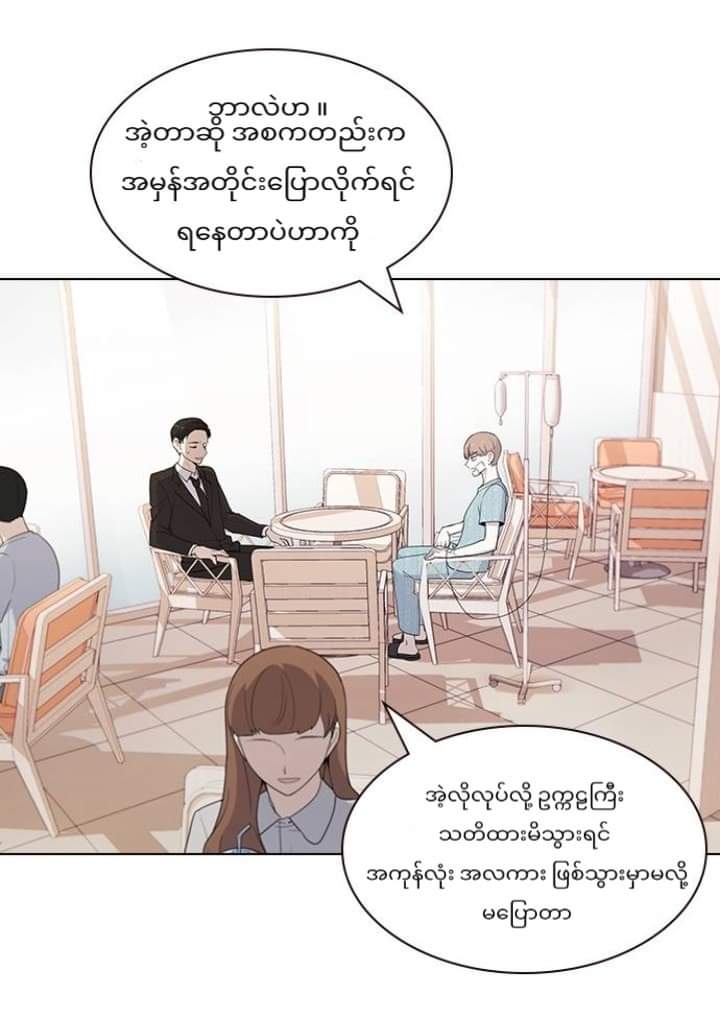 ဘာလဲဟ ။
အဲ့တာဆို အစကတည်းက
အမှန်အတိုင်းပြောလိုက်ရင်
ရနေတာပဲဟာကို
အဲ့လိုလုပ်လို့ ဥက္ကဠကြီး
သတိထားမိသွားရင်
အကုန်လုံး အလကား ဖြစ်သွားမှာမလို့
မပြောတာ